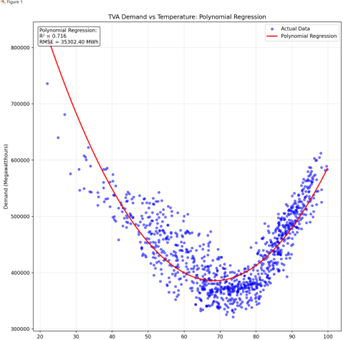 Figure 1
TVA Demand vs Temperature: Polynomial Regression
Polynomial Regression:
R² = 0.716
RMSE = 35302.40 MWh
Actual Data
Polynomial Regression
Demand (Megawatthours)
800000
700000
600000
500000
400000
300000
20 30 40 50 60 70 80 90 100